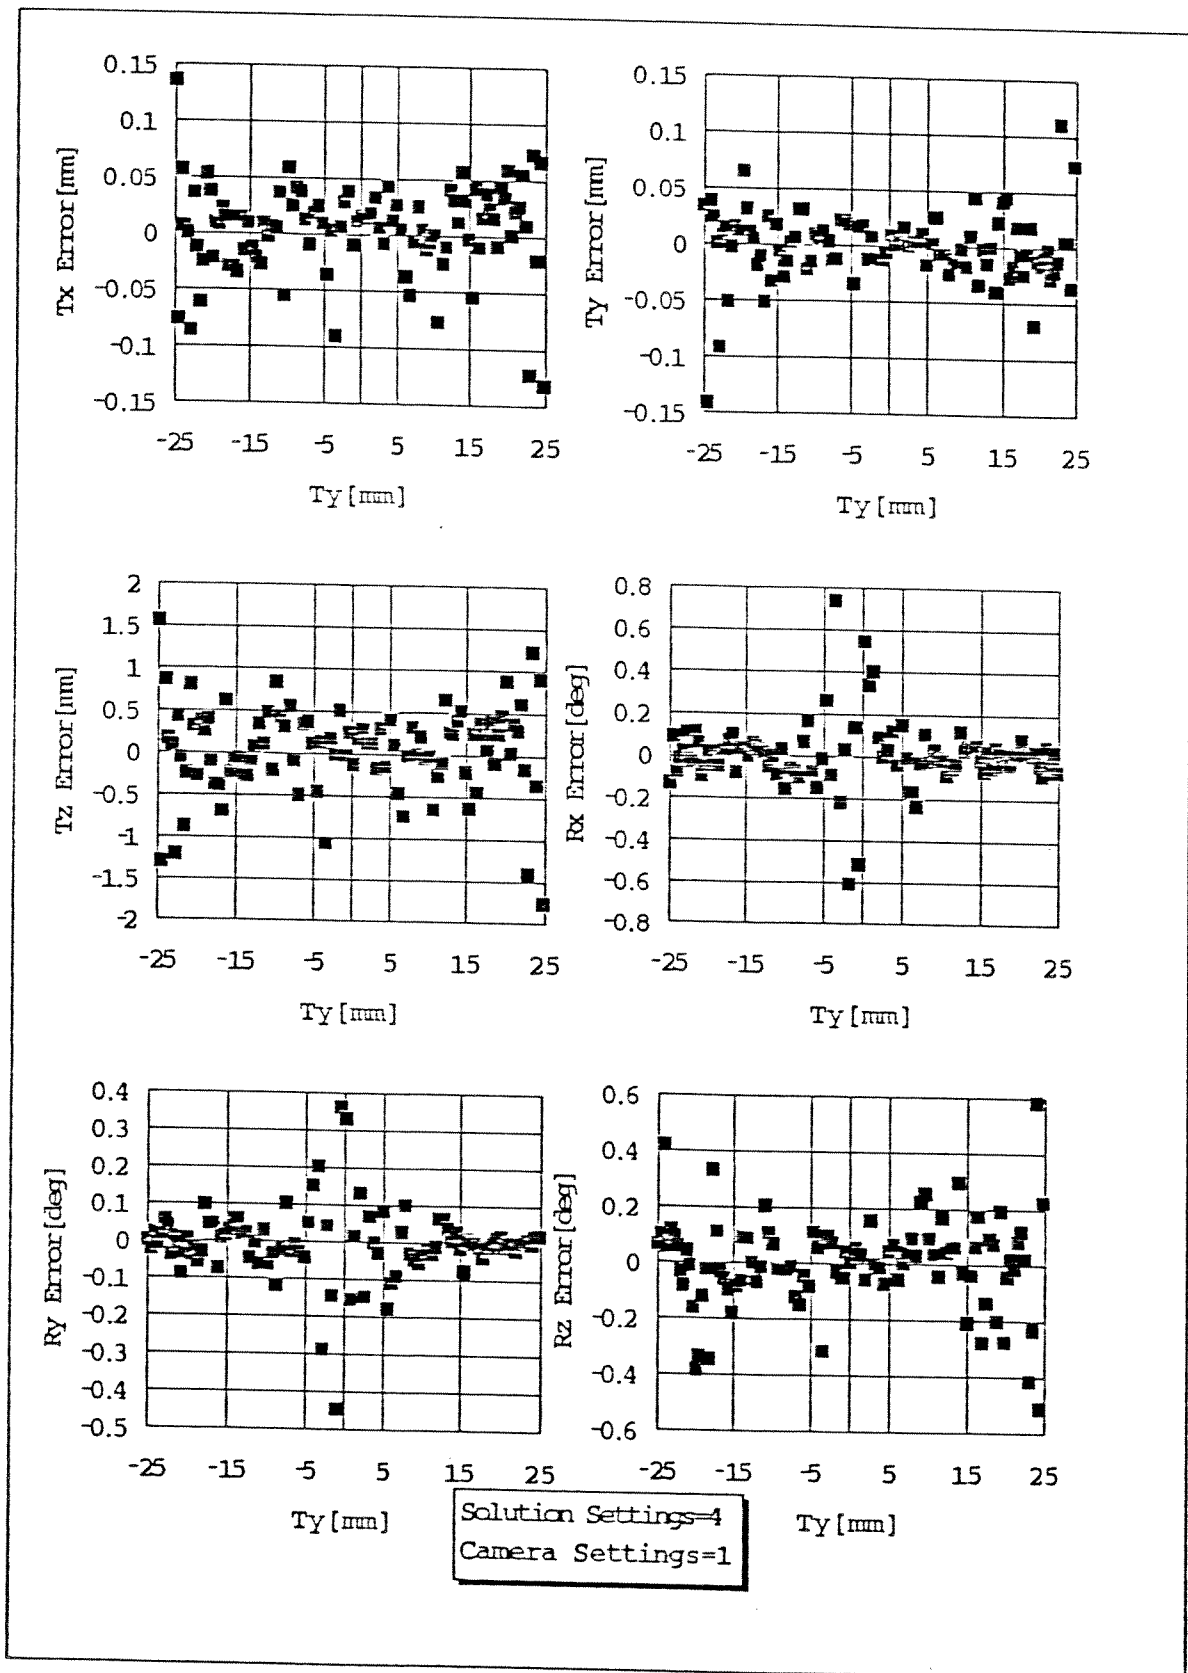 0.15
0.1
0.05
0
-0.05
-0.1
-0.15
Tx Error[mm]
-25 -15 -5 5 15 25
Ty[mm]
0.15
0.1
0.05
0
-0.05
-0.1
-0.15
Ty Error[mm]
-25 -15 -5 5 15 25
Ty[mm]
2
1.5
1
0.5
0
-0.5
-1
-1.5
-2
Tz Error[mm]
-25 -15 -5 5 15 25
Ty[mm]
0.8
0.6
0.4
0.2
0
-0.2
-0.4
-0.6
-0.8
Rx Error[deg]
-25 -15 -5 5 15 25
Ty[mm]
0.4
0.3
0.2
0.1
0
-0.1
-0.2
-0.3
-0.4
-0.5
Ry Error[deg]
-25 -15 -5 5 15 25
Ty[mm]
0.6
0.4
0.2
0
-0.2
-0.4
-0.6
Rz Error[deg]
-25 -15 -5 5 15 25
Ty[mm]
Solution Settings=4
Camera Settings=1